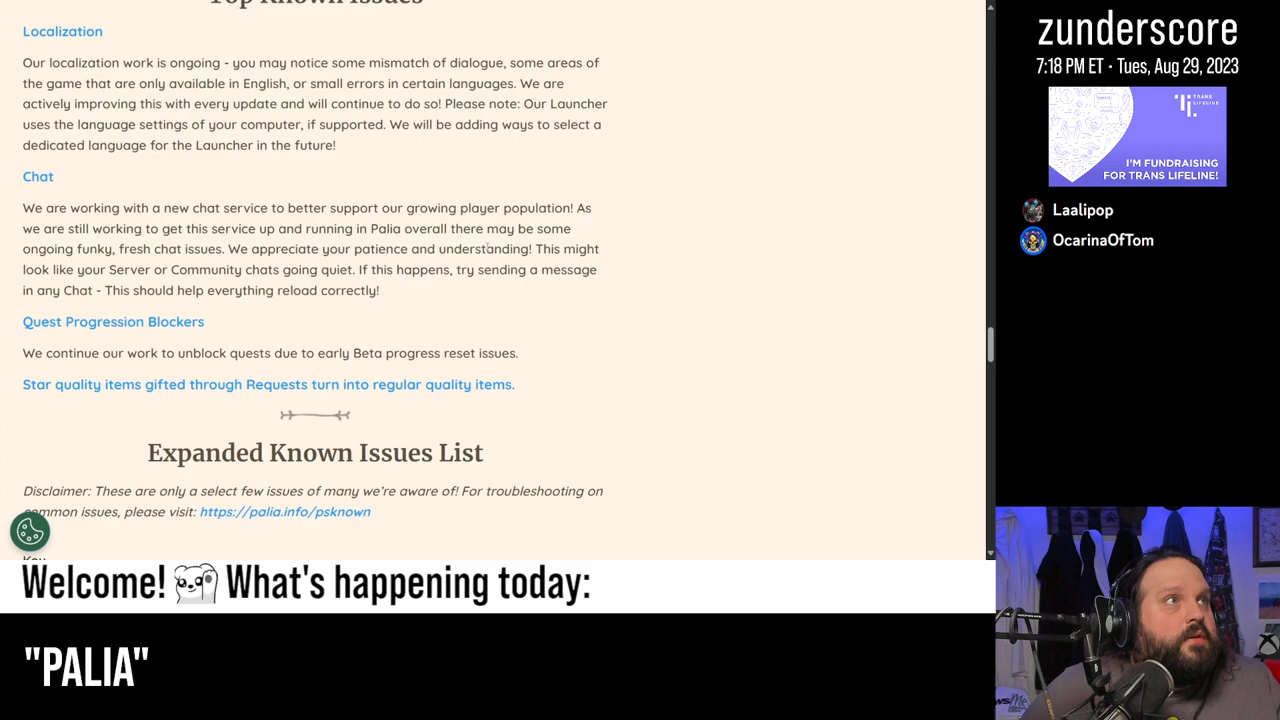 Top Known Issues
Localization
Our localization work is ongoing - you may notice some mismatch of dialogue, some areas of
the game that are only available in English, or small errors in certain languages. We are
actively improving this with every update and will continue to do so! Please note: Our Launcher
uses the language settings of your computer, if supported. We will be adding ways to select a
dedicated language for the Launcher in the future!
Chat
We are working with a new chat service to better support our growing player population! As
we are still working to get this service up and running in Palia overall there may be some
ongoing funky, fresh chat issues. We appreciate your patience and understanding! This might
look like your Server or Community chats going quiet. If this happens, try sending a message
in any Chat - This should help everything reload correctly!
Quest Progression Blockers
We continue our work to unblock quests due to early Beta progress reset issues.
Star quality items gifted through Requests turn into regular quality items.
Expanded Known Issues List
Disclaimer: These are only a select few issues of many we're aware of! For troubleshooting on
common issues, please visit: https://palia.info/psknown
Welcome! What's happening today:
"PALIA"
zunderscore
7:18 PM ET · Tues, Aug 29, 2023
TRANS
LIFELINE
I'M FUNDRAISING
FOR TRANS LIFELINE!
Laalipop
OcarinaOfTom